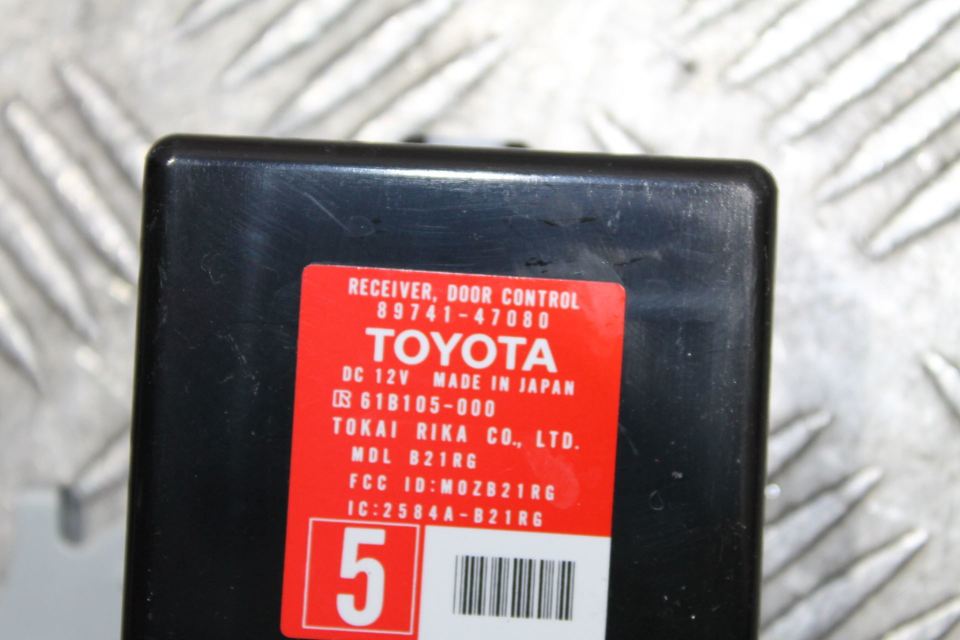 RECEIVER, DOOR CONTROL
89741-47080
TOYOTA
DC 12V MADE IN JAPAN
R 61B105-000
TOKAI RIKA CO., LTD.
MDL B21RG
FCC ID:MOZB21RG
IC:2584A-B21RG
5